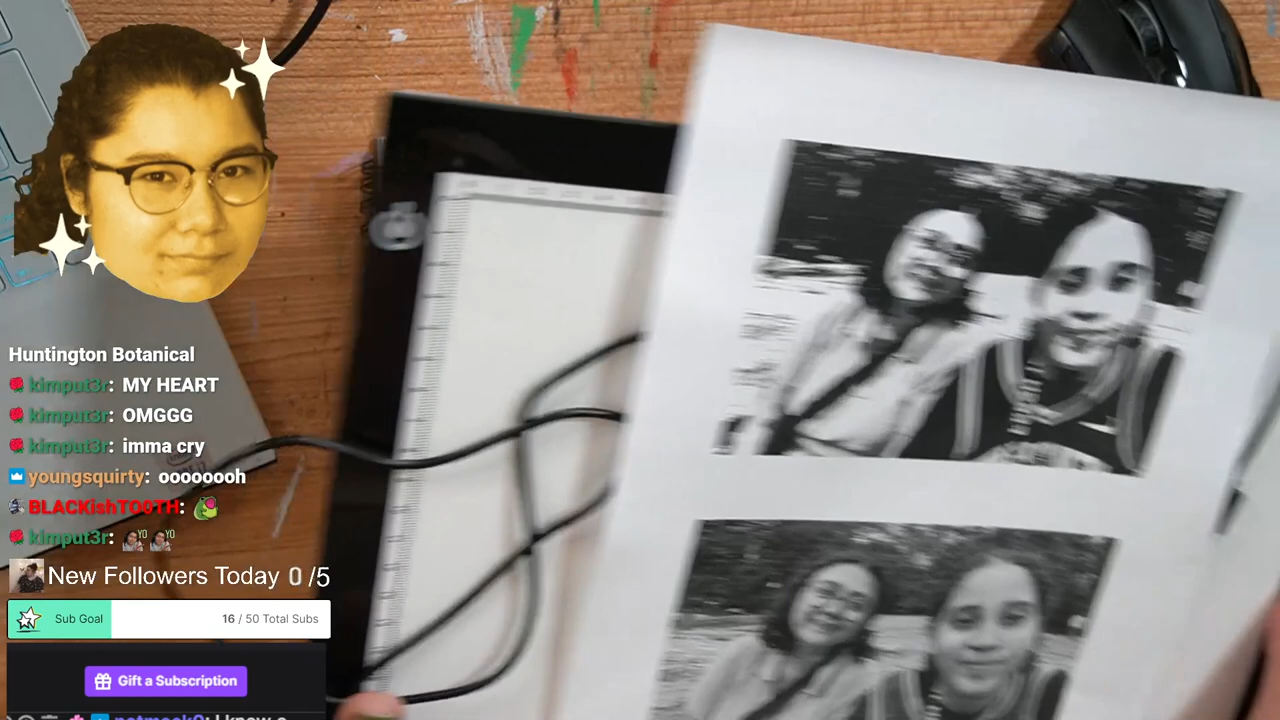 Huntington Botanical
kimput3r: MY HEART
kimput3r: OMGGG
kimput3r: imma cry
youngsquirty: oooooooh
BLACKishTO0TH:
kimput3r:
New Followers Today 0 /5
Sub Goal 16 / 50 Total Subs
Gift a Subscription